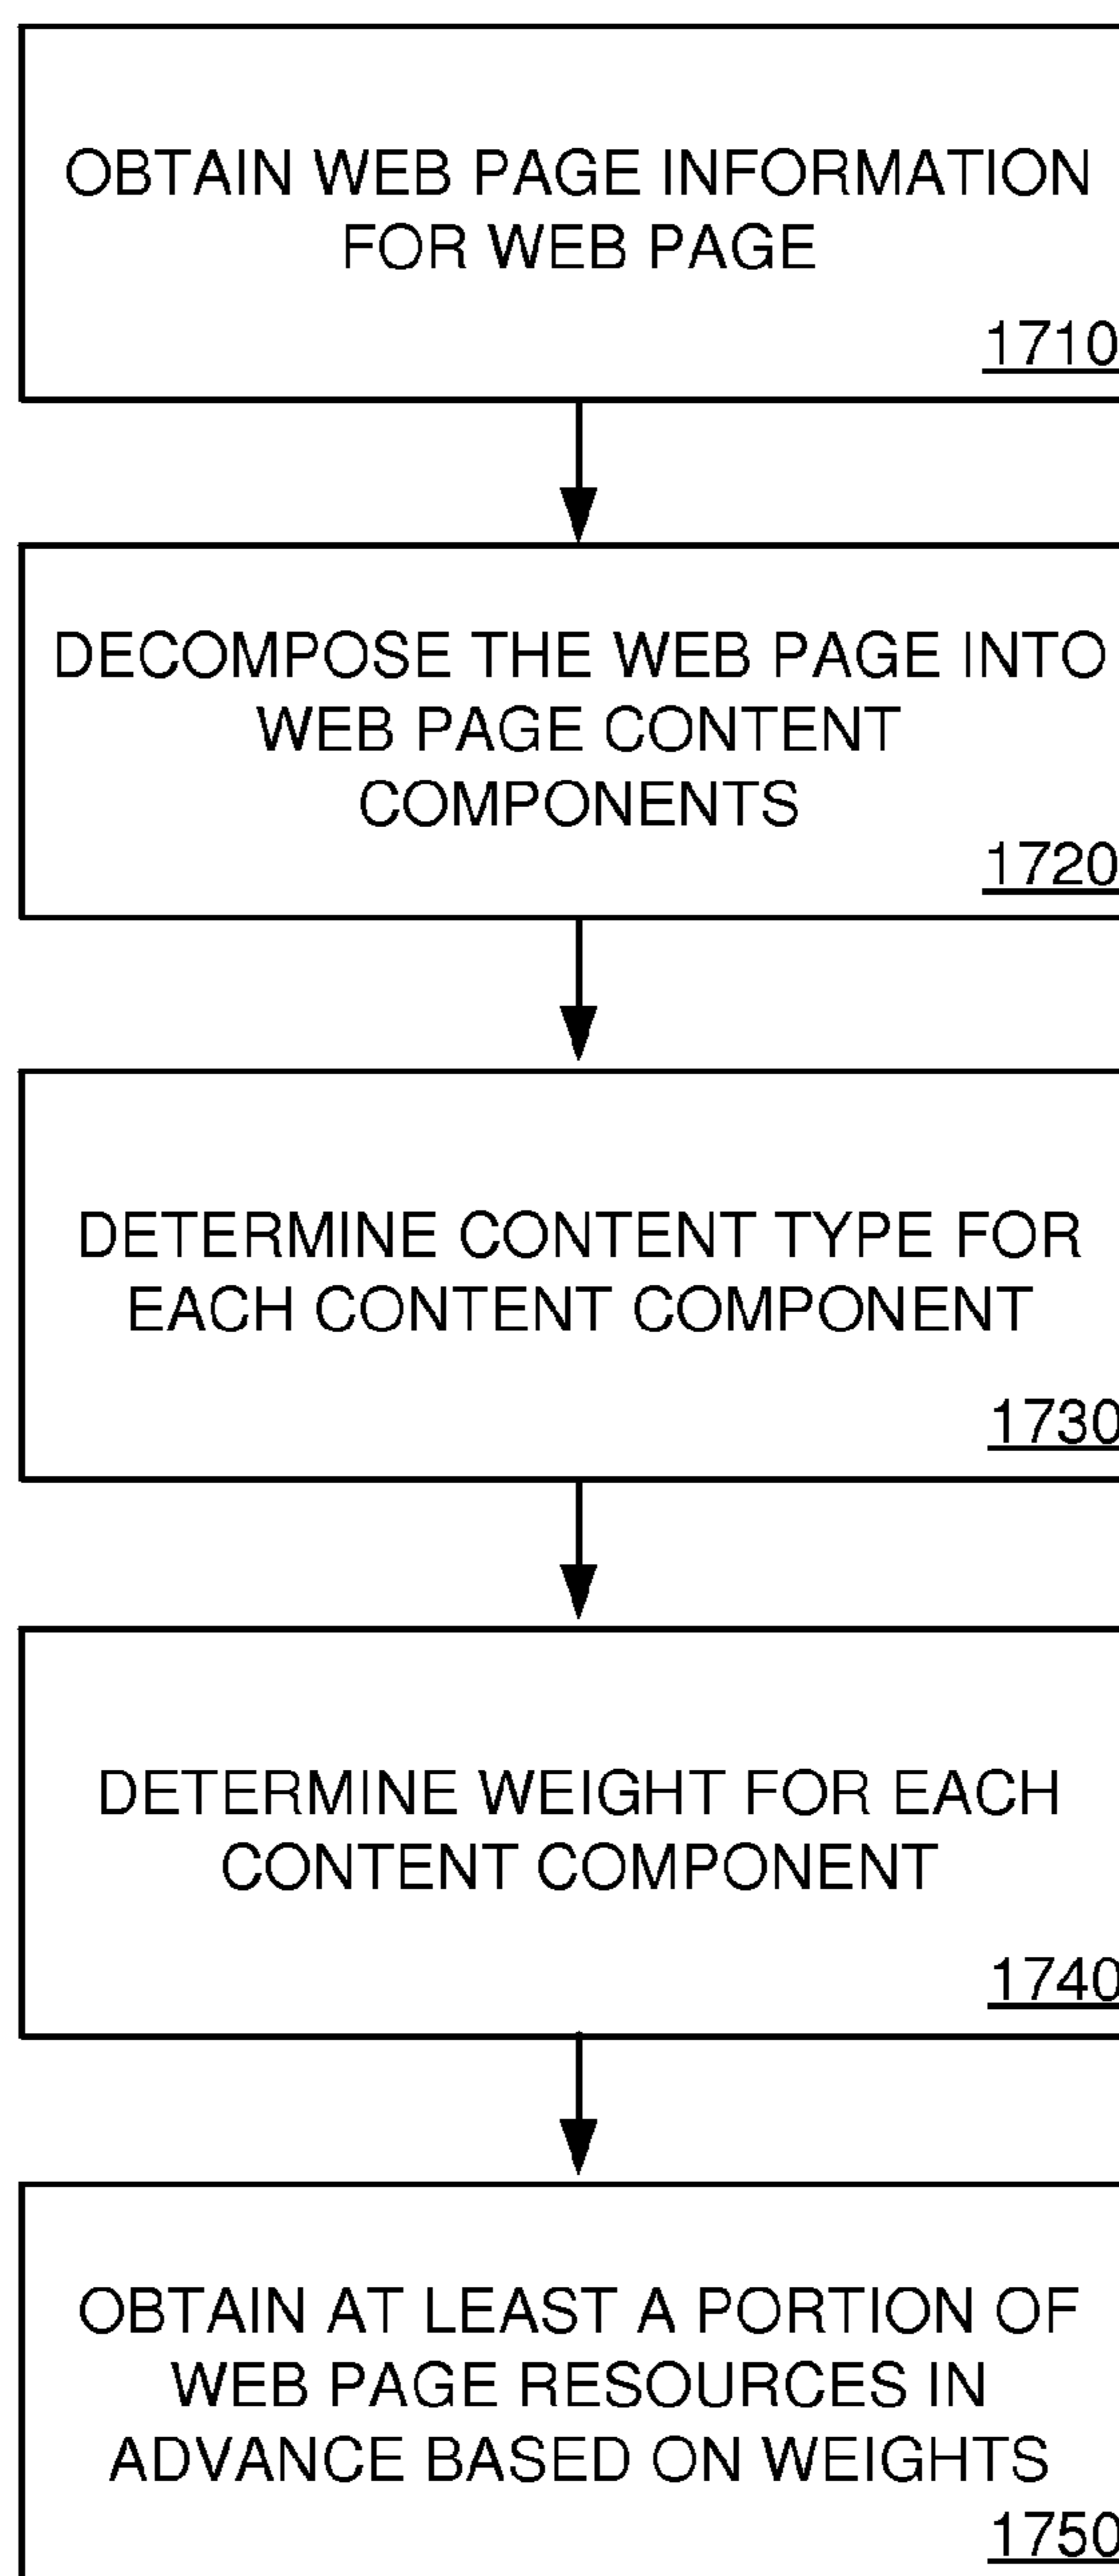 OBTAIN WEB PAGE INFORMATION
FOR WEB PAGE
1710
DECOMPOSE THE WEB PAGE INTO
WEB PAGE CONTENT
COMPONENTS
1720
DETERMINE CONTENT TYPE FOR
EACH CONTENT COMPONENT
1730
DETERMINE WEIGHT FOR EACH
CONTENT COMPONENT
1740
OBTAIN AT LEAST A PORTION OF
WEB PAGE RESOURCES IN
ADVANCE BASED ON WEIGHTS
1750